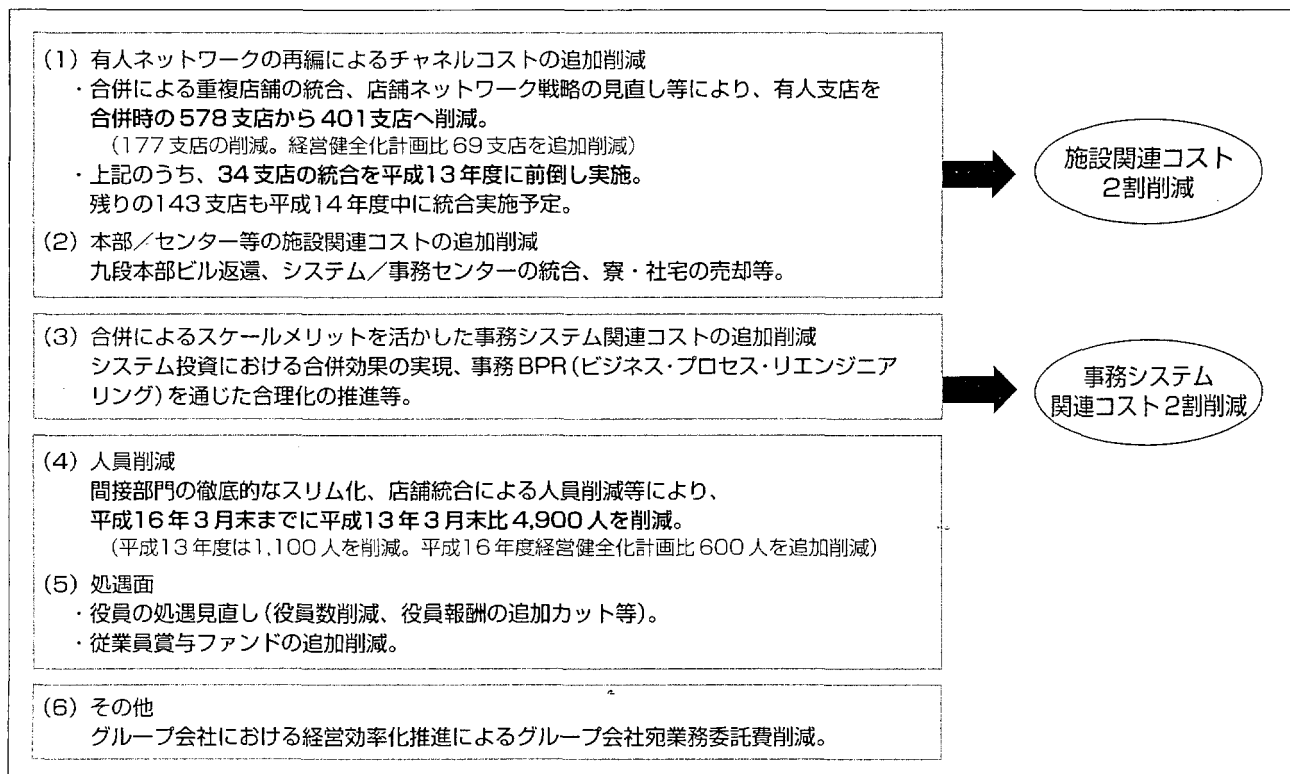 (1) 有人ネットワークの再編によるチャネルコストの追加削減
・合併による重複店舗の統合、店舗ネットワーク戦略の見直し等により、有人支店を
合併時の578支店から401支店へ削減。
(177支店の削減。経営健全化計画比69支店を追加削減)
・上記のうち、34支店の統合を平成13年度に前倒し実施。
残りの143支店も平成14年度中に統合実施予定。
(2) 本部／センター等の施設関連コストの追加削減
九段本部ビル返還、システム／事務センターの統合、寮・社宅の売却等。
施設関連コスト
2割削減
(3) 合併によるスケールメリットを活かした事務システム関連コストの追加削減
システム投資における合併効果の実現、事務BPR(ビジネス・プロセス・リエンジニア
リング)を通じた合理化の推進等。
事務システム
関連コスト2割削減
(4) 人員削減
間接部門の徹底的なスリム化、店舗統合による人員削減等により、
平成16年3月末までに平成13年3月末比4,900人を削減。
(平成13年度は1,100人を削減。平成16年度経営健全化計画比600人を追加削減)
(5) 処遇面
・役員の処遇見直し(役員数削減、役員報酬の追加カット等)。
・従業員賞与ファンドの追加削減。
(6) その他
グループ会社における経営効率化推進によるグループ会社宛業務委託費削減。